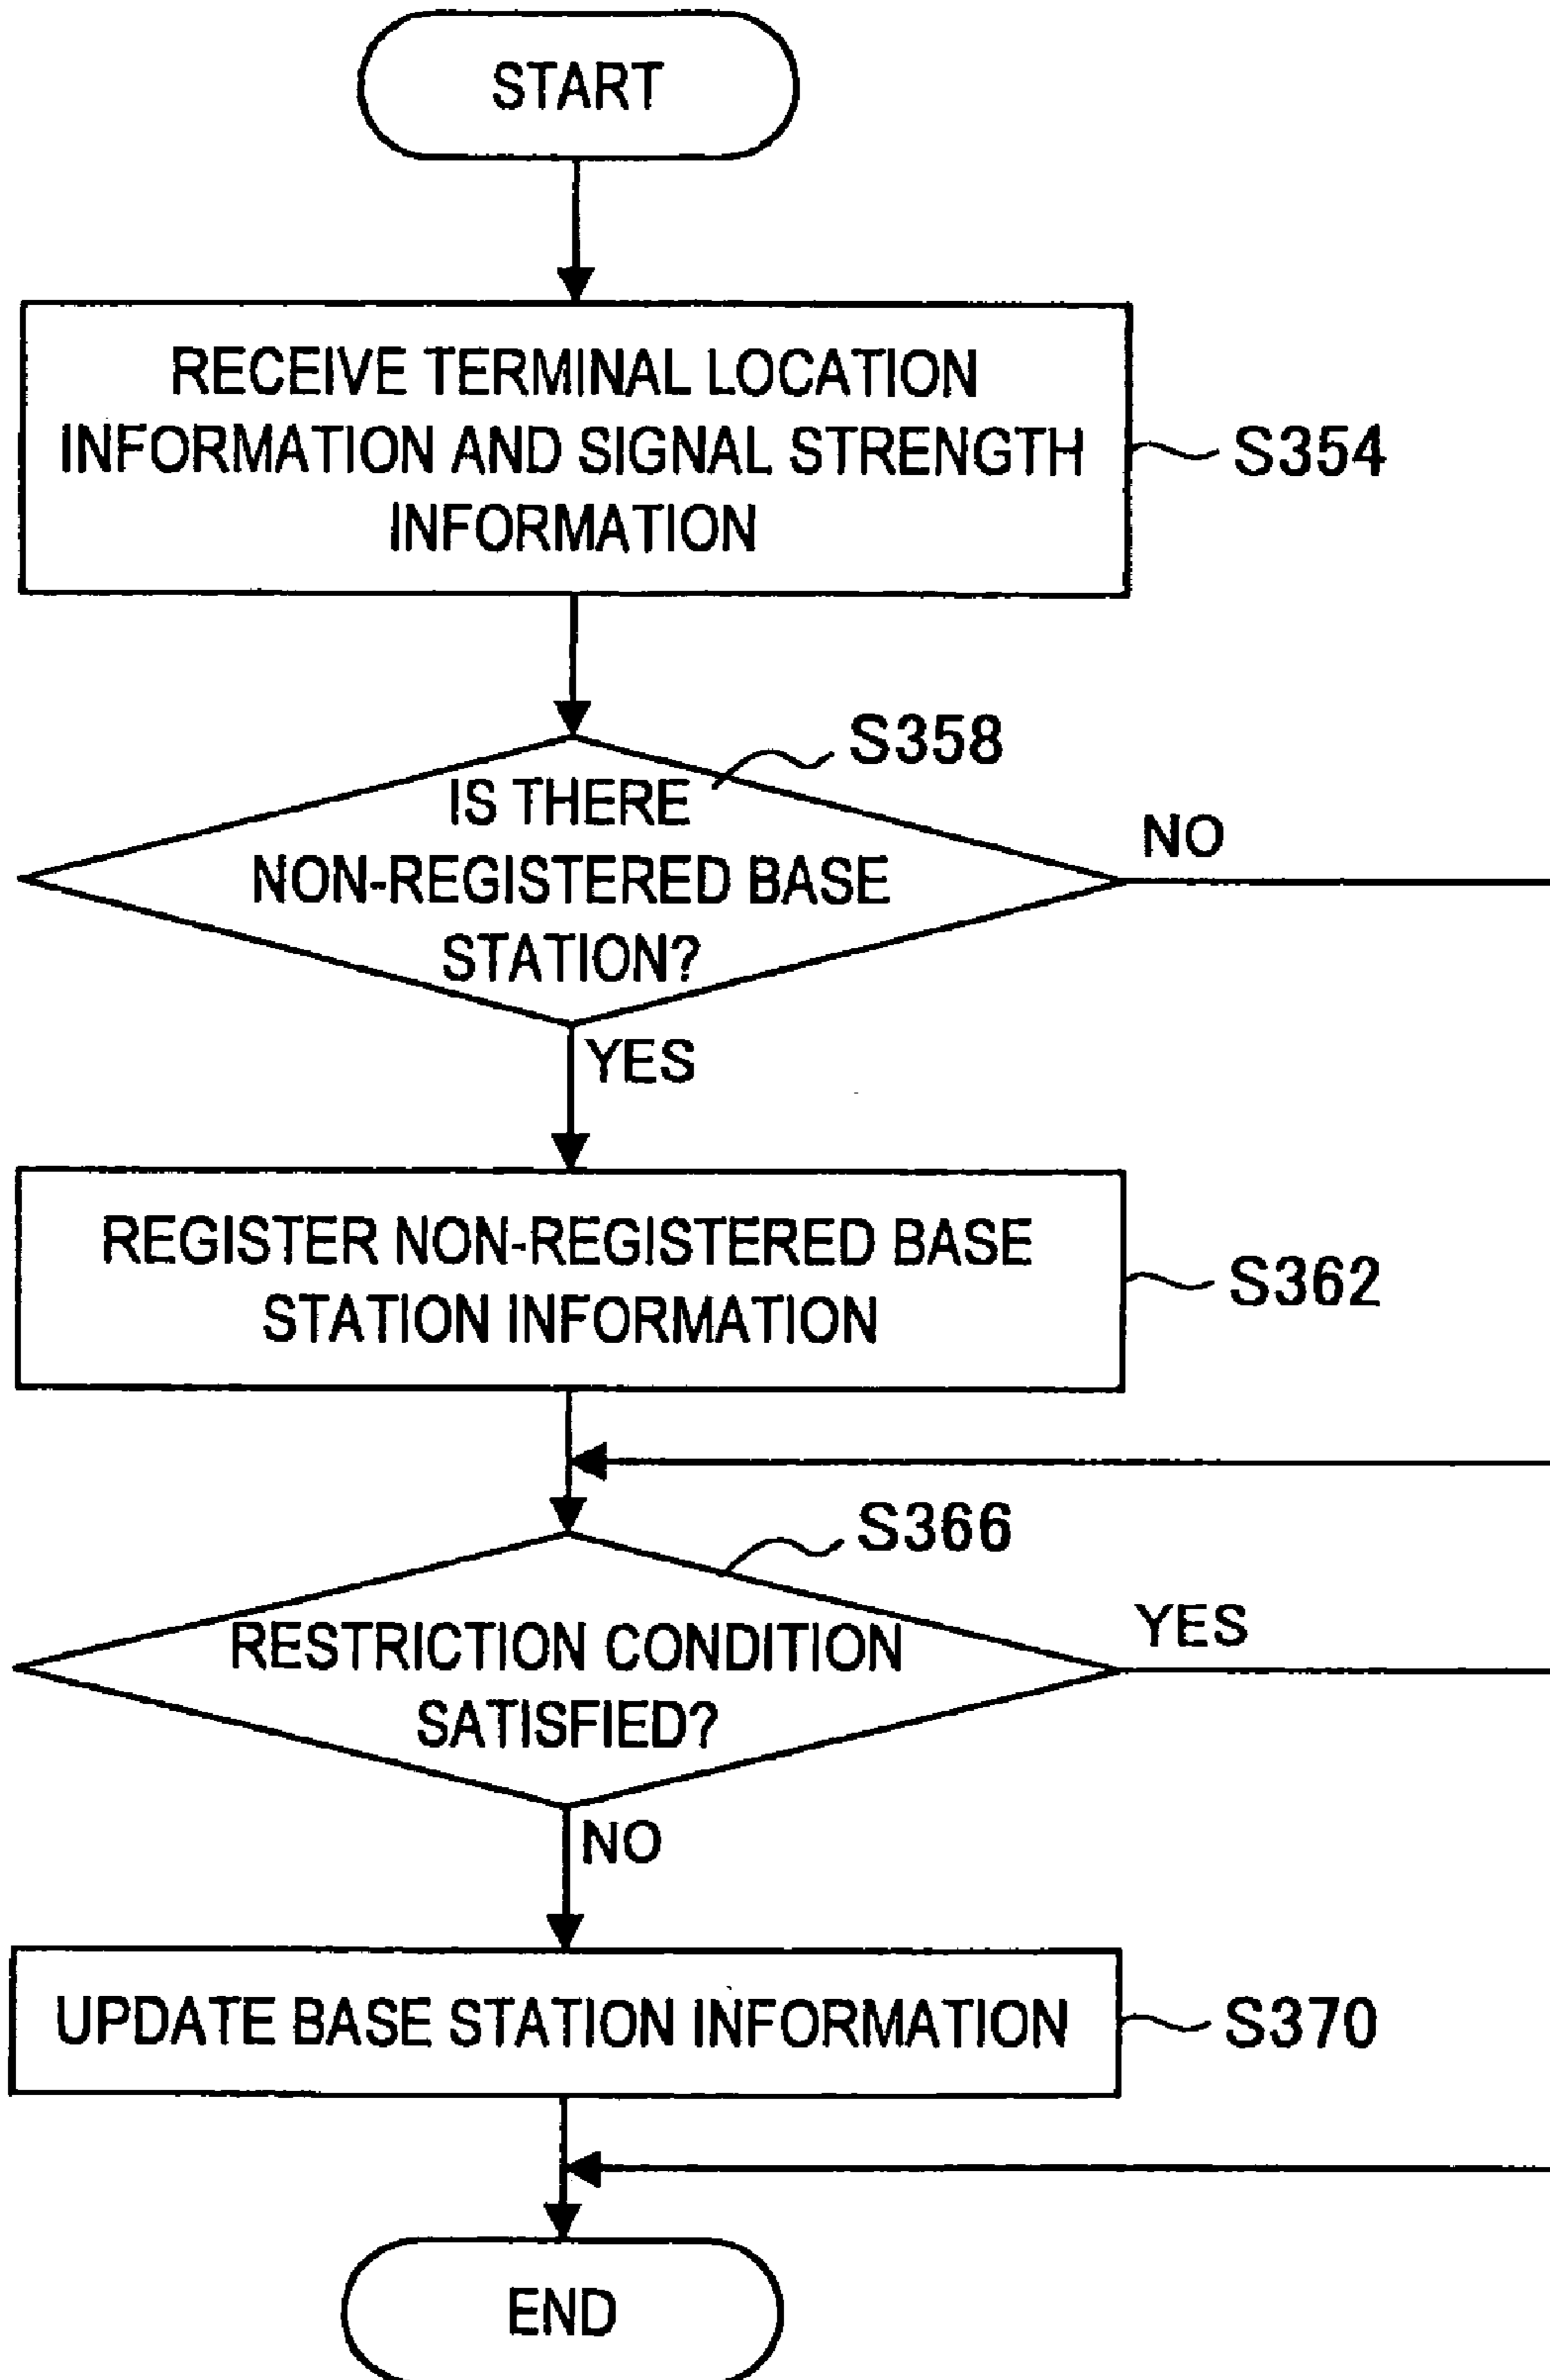 START
RECEIVE TERMINAL LOCATION
INFORMATION AND SIGNAL STRENGTH
INFORMATION
S354
S358
IS THERE
NON-REGISTERED BASE
STATION?
NO
YES
REGISTER NON-REGISTERED BASE
STATION INFORMATION
S362
S366
RESTRICTION CONDITION
SATISFIED?
YES
NO
UPDATE BASE STATION INFORMATION
S370
END